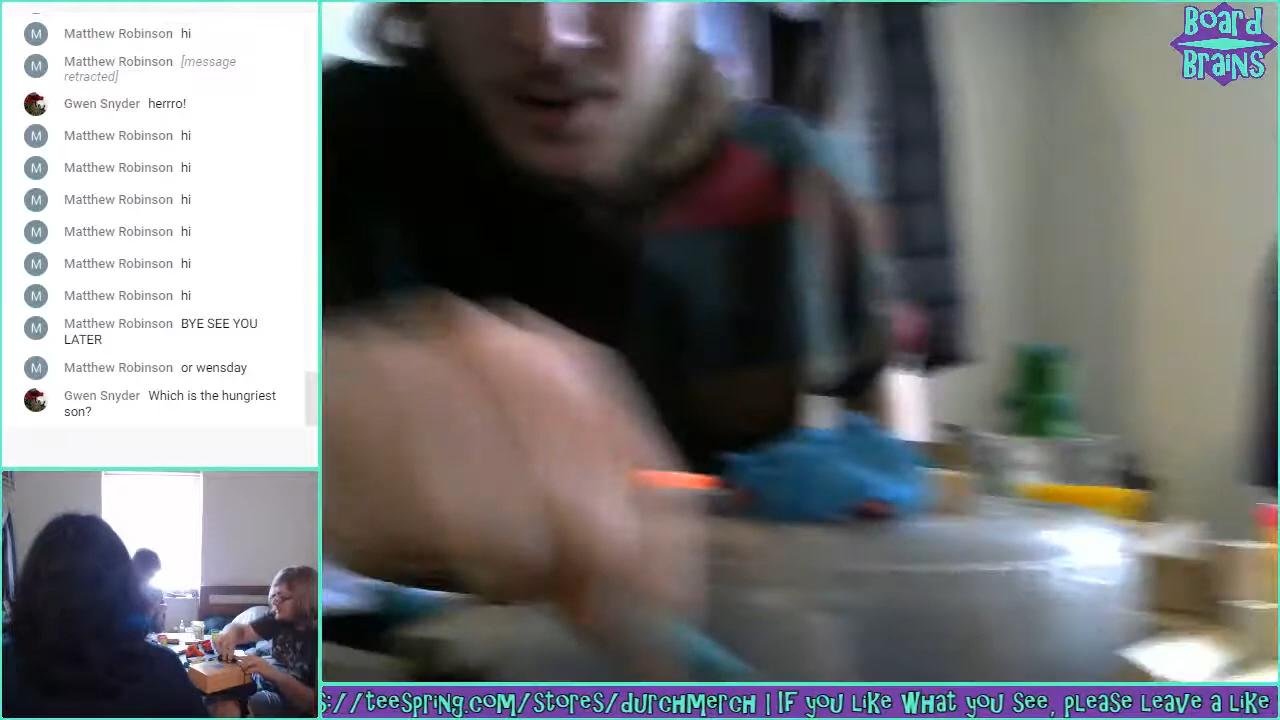 Matthew Robinson hi
Matthew Robinson [message
retracted]
Gwen Snyder herrro!
Matthew Robinson hi
Matthew Robinson hi
Matthew Robinson hi
Matthew Robinson hi
Matthew Robinson hi
Matthew Robinson hi
Matthew Robinson BYE SEE YOU
LATER
Matthew Robinson or wensday
Gwen Snyder Which is the hungriest
son?
Board
Brains
s://teespring.com/stores/durchmerch | If you like what you see, please leave a like